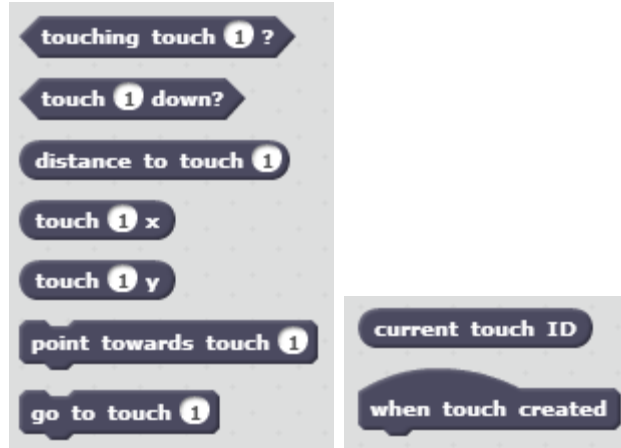 touching touch 1 ?
touch 1 down?
distance to touch 1
touch 1 x
touch 1 y
point towards touch 1
go to touch 1
current touch ID
when touch created